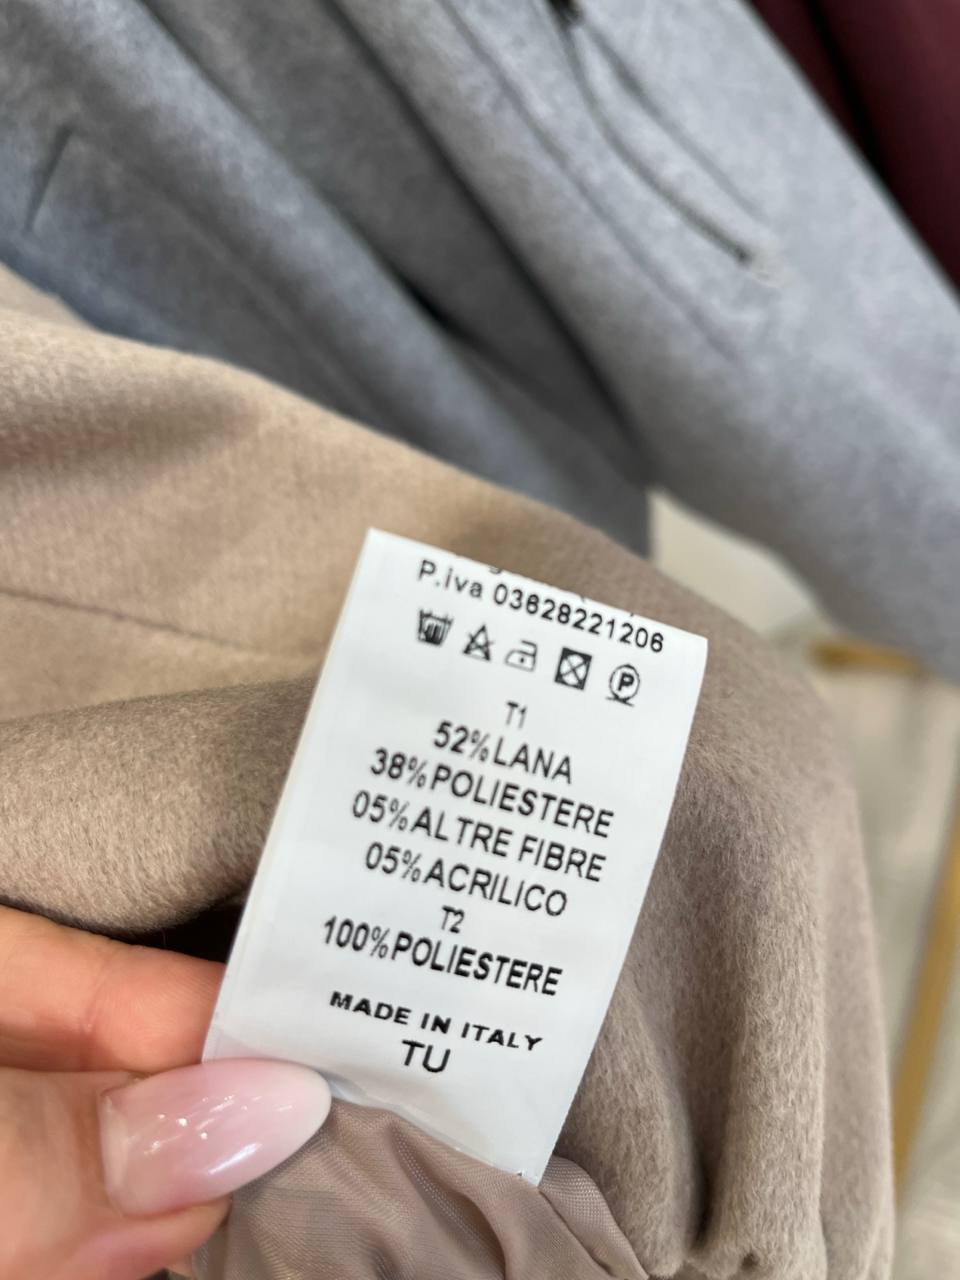 P.iva 03628221206
P
T1
52%LANA
38%POLIESTERE
05%ALTRE FIBRE
05%ACRILICO
T2
100%POLIESTERE
MADE IN ITALY
TU